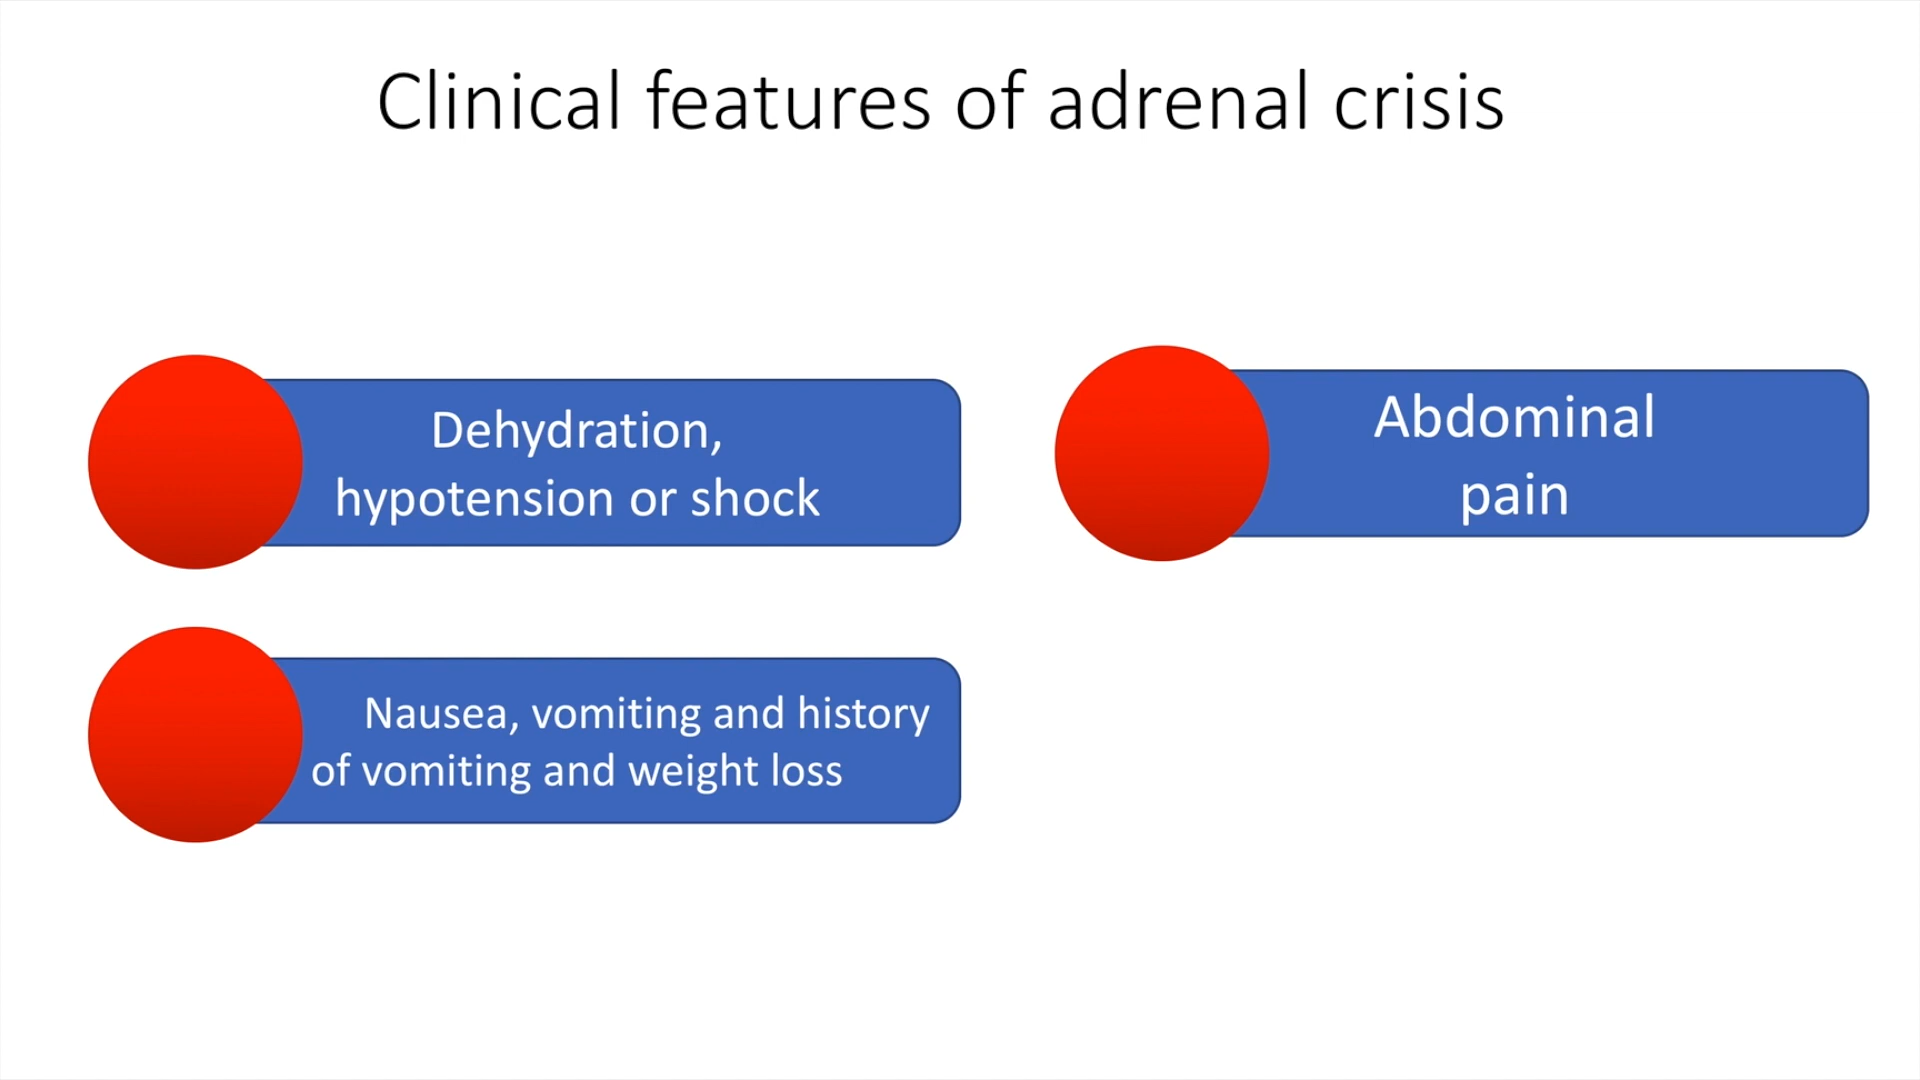 Clinical features of adrenal crisis
Dehydration,
hypotension or shock
Nausea, vomiting and history
of vomiting and weight loss
Abdominal
pain